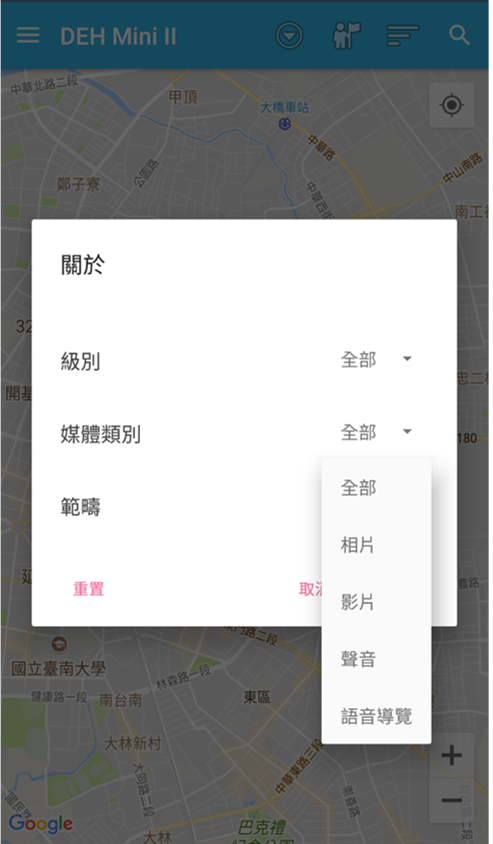 DEH Mini II
中華北路二段
甲頂
大橋車站
公園路
中華路
中山南路
鄭子寮
中華西街
南工
關於
級別
全部
忠二
開基
媒體類別
全部
180
全部
範疇
相片
重置
取消
影片
延
聲音
國立臺南大學
林森路一段
健康路一段
南台南
東區
語音導覽
大林新村
中華東路三段
大同路二段
崇善路
國民路
Google
巴克禮
紀念公園
大林